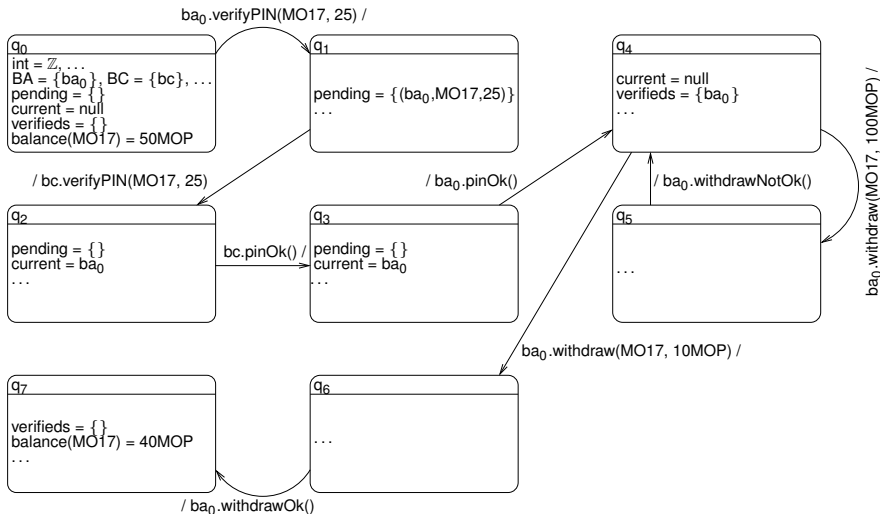 ba₀.verifyPIN(MO17, 25) /
q₀
int = ℤ, ...
BA = {ba₀}, BC = {bc}, ...
pending = {}
current = null
verifieds = {}
balance(MO17) = 50MOP
q₁
pending = {(ba₀,MO17,25)}
...
q₄
current = null
verifieds = {ba₀}
...
ba₀.withdraw(MO17, 100MOP) /
/ bc.verifyPIN(MO17, 25)
/ ba₀.pinOk()
/ ba₀.withdrawNotOk()
q₂
pending = {}
current = ba₀
...
bc.pinOk() /
q₃
pending = {}
current = ba₀
...
q₅
...
ba₀.withdraw(MO17, 10MOP) /
q₇
verifieds = {}
balance(MO17) = 40MOP
...
q₆
...
/ ba₀.withdrawOk()